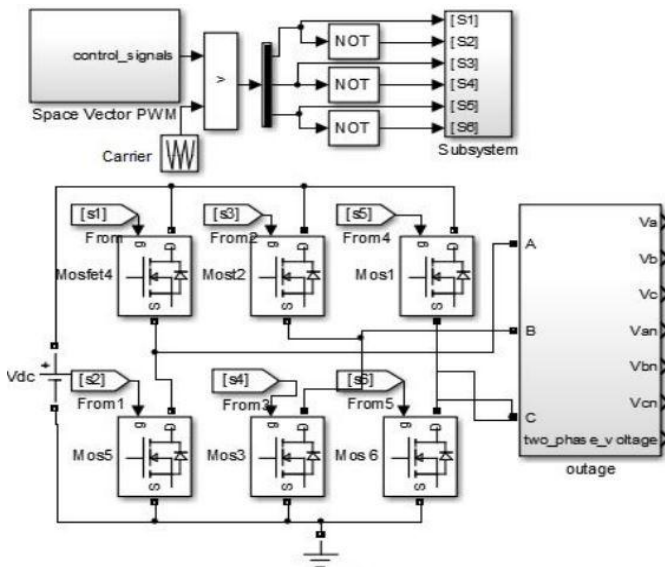 control_signals
Space Vector PWM
>
Carrier
NOT
NOT
NOT
[S1]
[S2]
[S3]
[S4]
[S5]
[S6]
Subsystem
[s1]
From
g
D
S
Mosfet4
[s3]
From2
g
D
S
Most2
[s5]
From4
g
D
S
Mos1
Vdc
+
[s2]
From1
g
D
S
Mos5
[s4]
From3
g
D
S
Mos3
[s6]
From5
g
D
S
Mos6
A
B
C
Va
Vb
Vc
Van
Vbn
Vcn
two_phase_voltage
outage